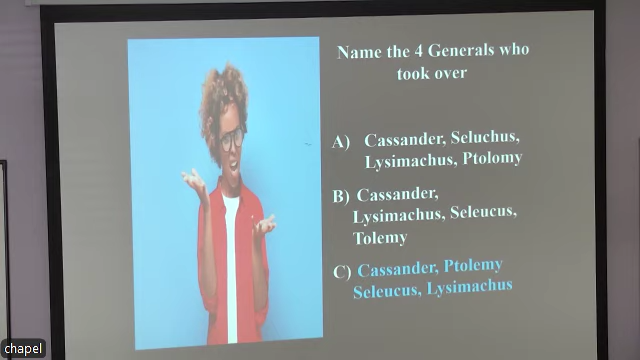 Name the 4 Generals who
took over
A) Cassander, Seluchus,
Lysimachus, Ptolomy
B) Cassander,
Lysimachus, Seleucus,
Tolemy
C) Cassander, Ptolemy
Seleucus, Lysimachus
chapel